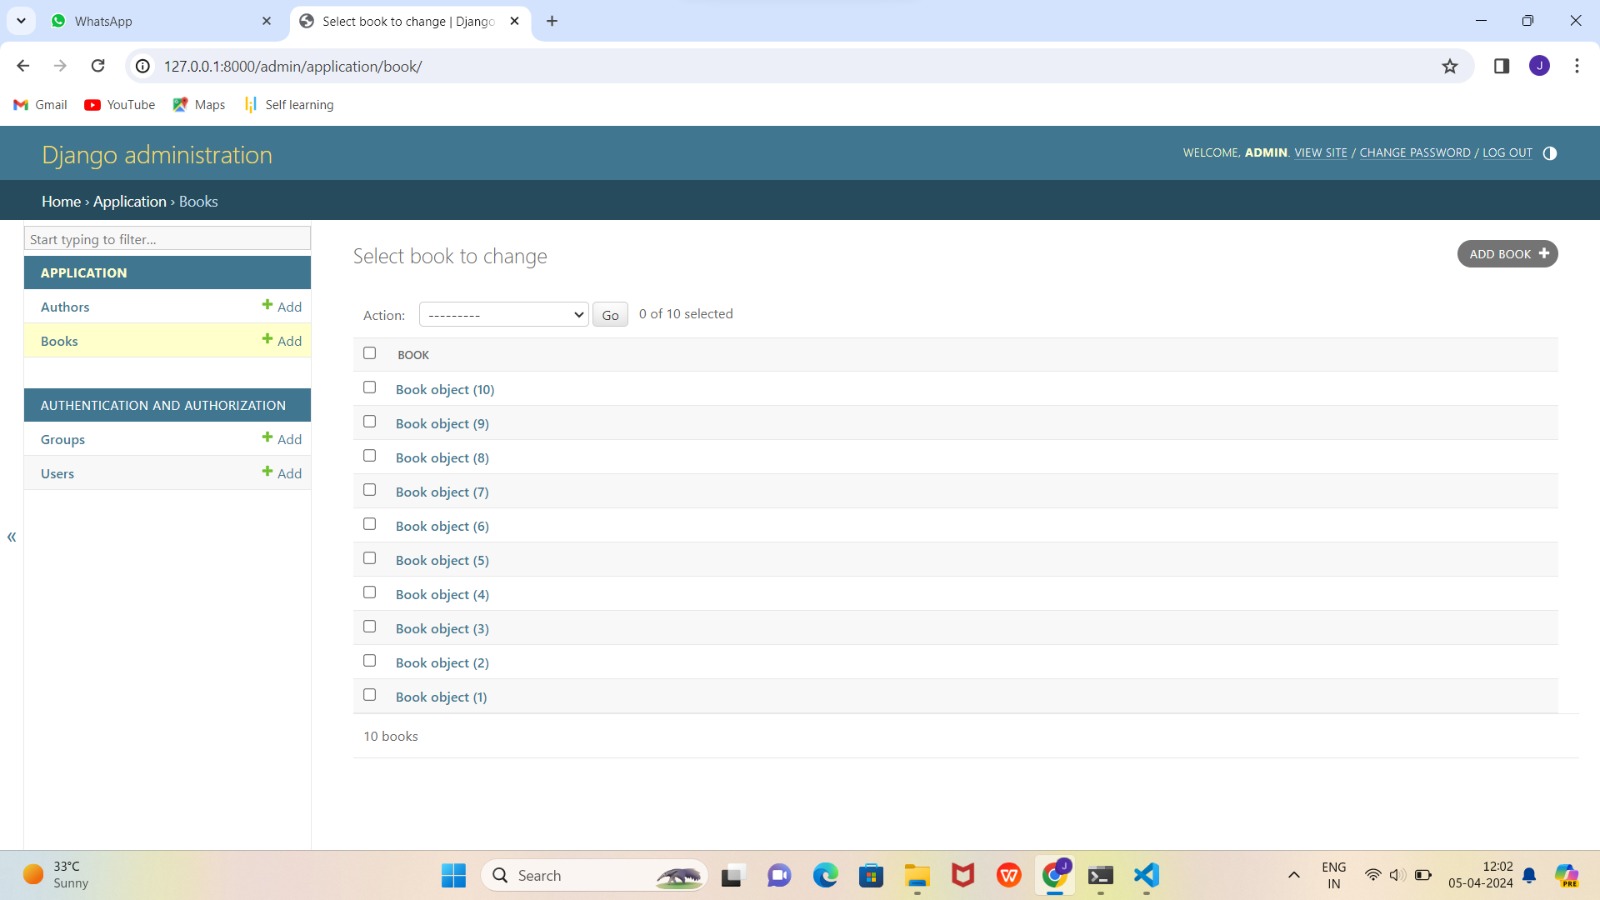 WhatsApp
Select book to change | Django
127.0.0.1:8000/admin/application/book/
J
Gmail YouTube Maps Self learning
Django administration
WELCOME, ADMIN. VIEW SITE / CHANGE PASSWORD / LOG OUT
Home › Application › Books
Start typing to filter...
APPLICATION
Authors Add
Books Add
AUTHENTICATION AND AUTHORIZATION
Groups Add
Users Add
«
Select book to change
ADD BOOK
Action: --------- Go 0 of 10 selected
BOOK
Book object (10)
Book object (9)
Book object (8)
Book object (7)
Book object (6)
Book object (5)
Book object (4)
Book object (3)
Book object (2)
Book object (1)
10 books
33°C
Sunny
Search
J
W
ENG
IN
12:02
05-04-2024
PRE